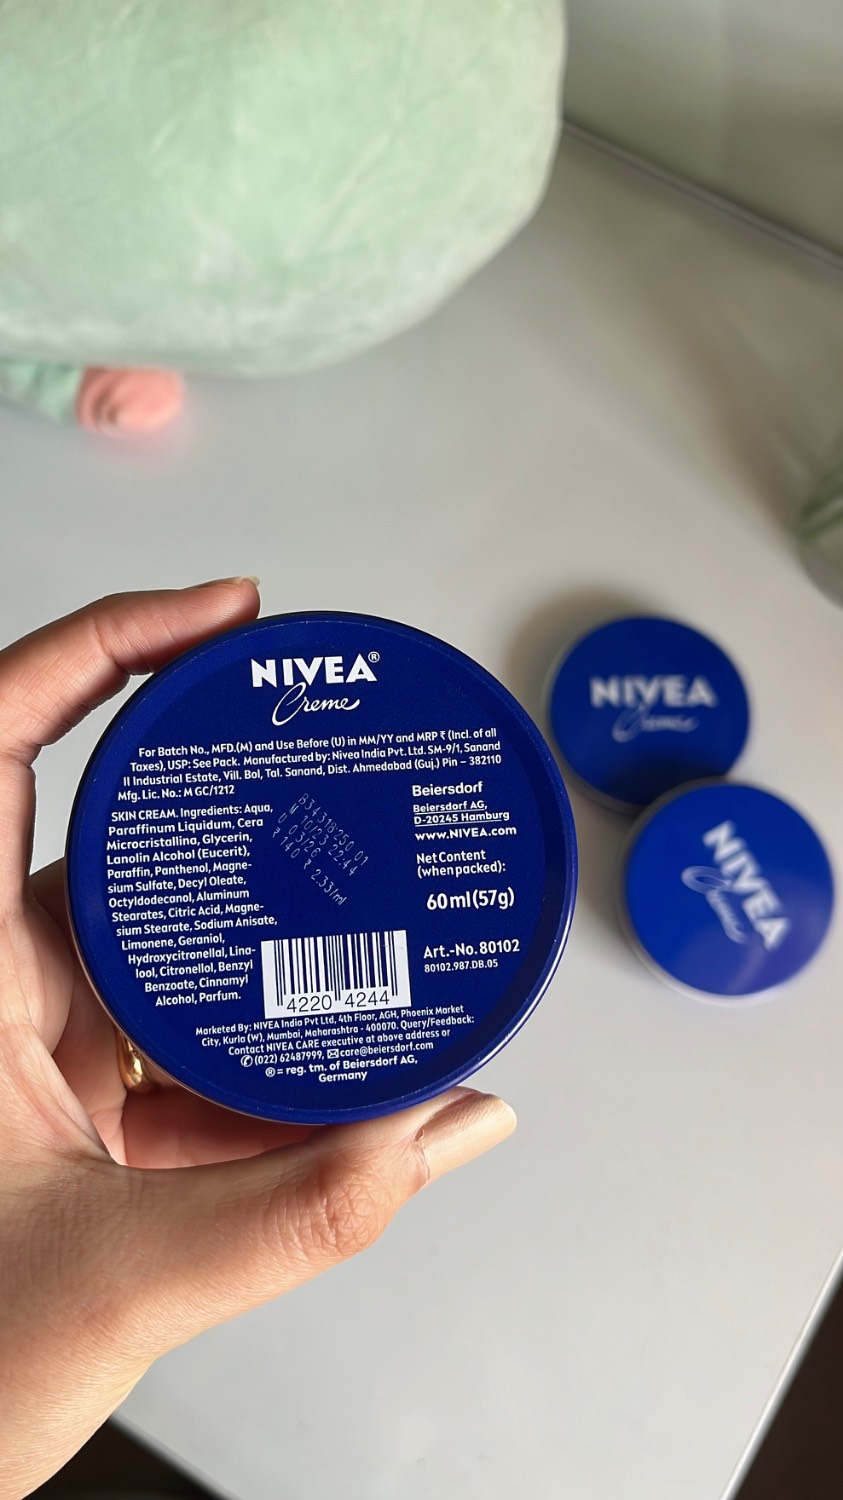 NIVEA®
Creme
For Batch No., MFD.(M) and Use Before (U) in MM/YY and MRP ₹ (Incl. of all
Taxes), USP: See Pack. Manufactured by: Nivea India Pvt. Ltd. SM-9/1, Sanand
II Industrial Estate, Vill. Bol, Tal. Sanand, Dist. Ahmedabad (Guj.) Pin – 382110
Mfg. Lic. No.: M GC/1212
SKIN CREAM. Ingredients: Aqua,
Paraffinum Liquidum, Cera
Microcristallina, Glycerin,
Lanolin Alcohol (Eucerit),
Paraffin, Panthenol, Magne-
sium Sulfate, Decyl Oleate,
Octyldodecanol, Aluminum
Stearates, Citric Acid, Magne-
sium Stearate, Sodium Anisate,
Limonene, Geraniol,
Hydroxycitronellal, Lina-
lool, Citronellol, Benzyl
Benzoate, Cinnamyl
Alcohol, Parfum.
M 10/23 22:44
₹ 140 ₹ 2.33/ml
Beiersdorf
Beiersdorf AG,
D-20245 Hamburg
www.NIVEA.com
Net Content
(when packed):
60ml(57g)
Art.-No. 80102
80102.987.DB.05
4220 4244
Marketed By: NIVEA India Pvt Ltd, 4th Floor, AGH, Phoenix Market
City, Kurla (W), Mumbai, Maharashtra - 400070. Query/Feedback:
Contact NIVEA CARE executive at above address or
✆(022) 62487999, ✉care@beiersdorf.com
® = reg. tm. of Beiersdorf AG,
Germany
NIVEA
Creme
NIVEA
Creme